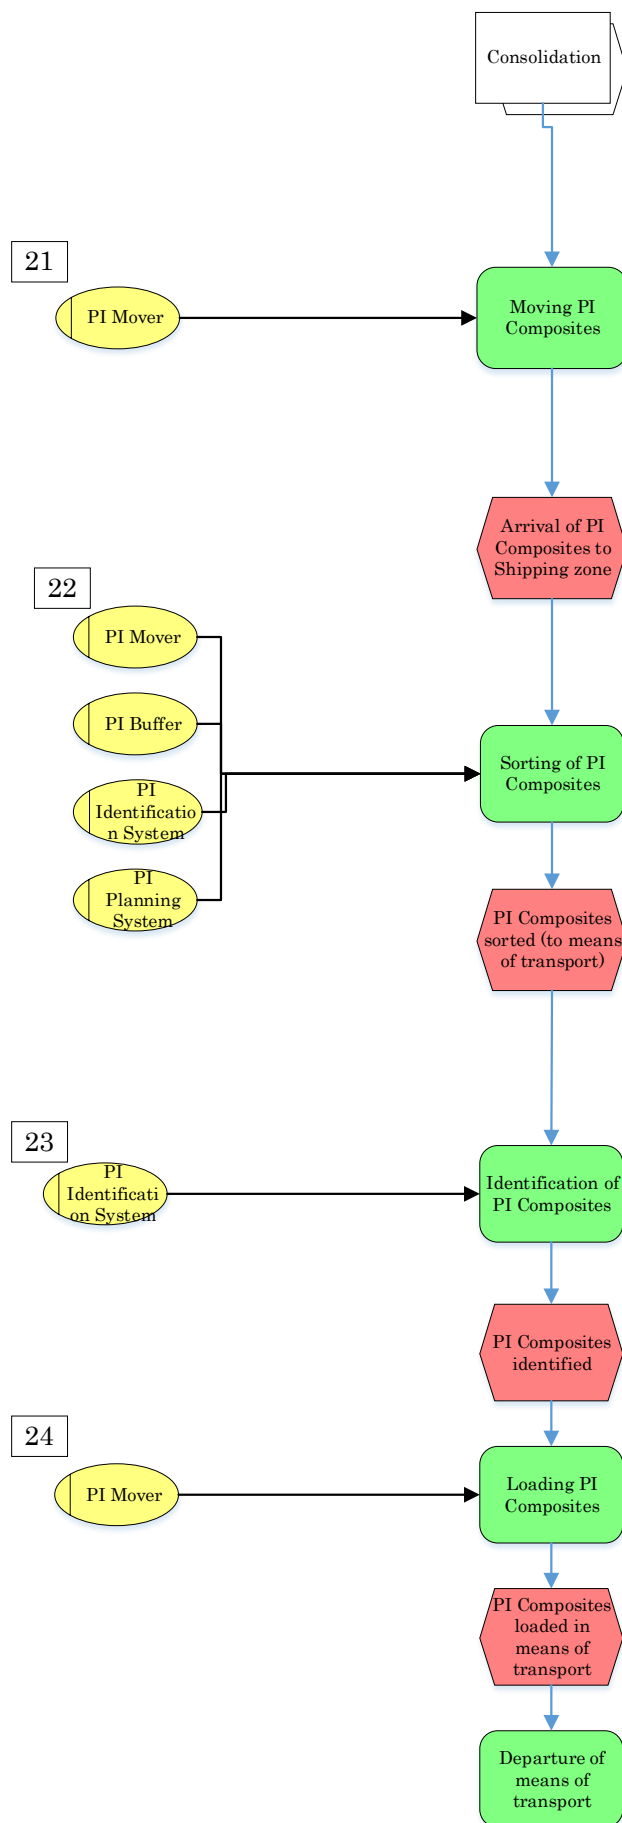 Consolidation
21
PI Mover
Moving PI
Composites
Arrival of PI
Composites to
Shipping zone
22
PI Mover
PI Buffer
PI
Identificatio
n System
PI
Planning
System
Sorting of PI
Composites
PI Composites
sorted (to means
of transport)
23
PI
Identificati
on System
Identification of
PI Composites
PI Composites
identified
24
PI Mover
Loading PI
Composites
PI Composites
loaded in
means of
transport
Departure of
means of
transport